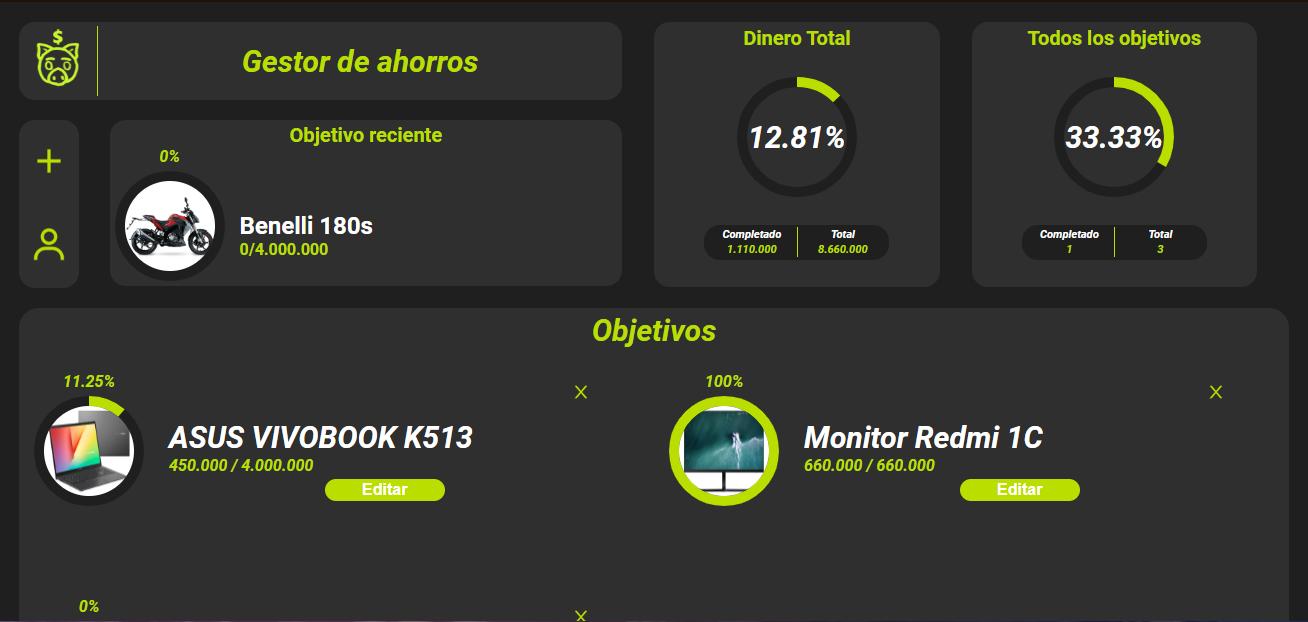 $
Gestor de ahorros
Objetivo reciente
0%
Benelli 180s
0/4.000.000
Dinero Total
12.81%
Completado
1.110.000
Total
8.660.000
Todos los objetivos
33.33%
Completado
1
Total
3
Objetivos
11.25%
X
ASUS VIVOBOOK K513
450.000 / 4.000.000
Editar
100%
X
Monitor Redmi 1C
660.000 / 660.000
Editar
0%
X